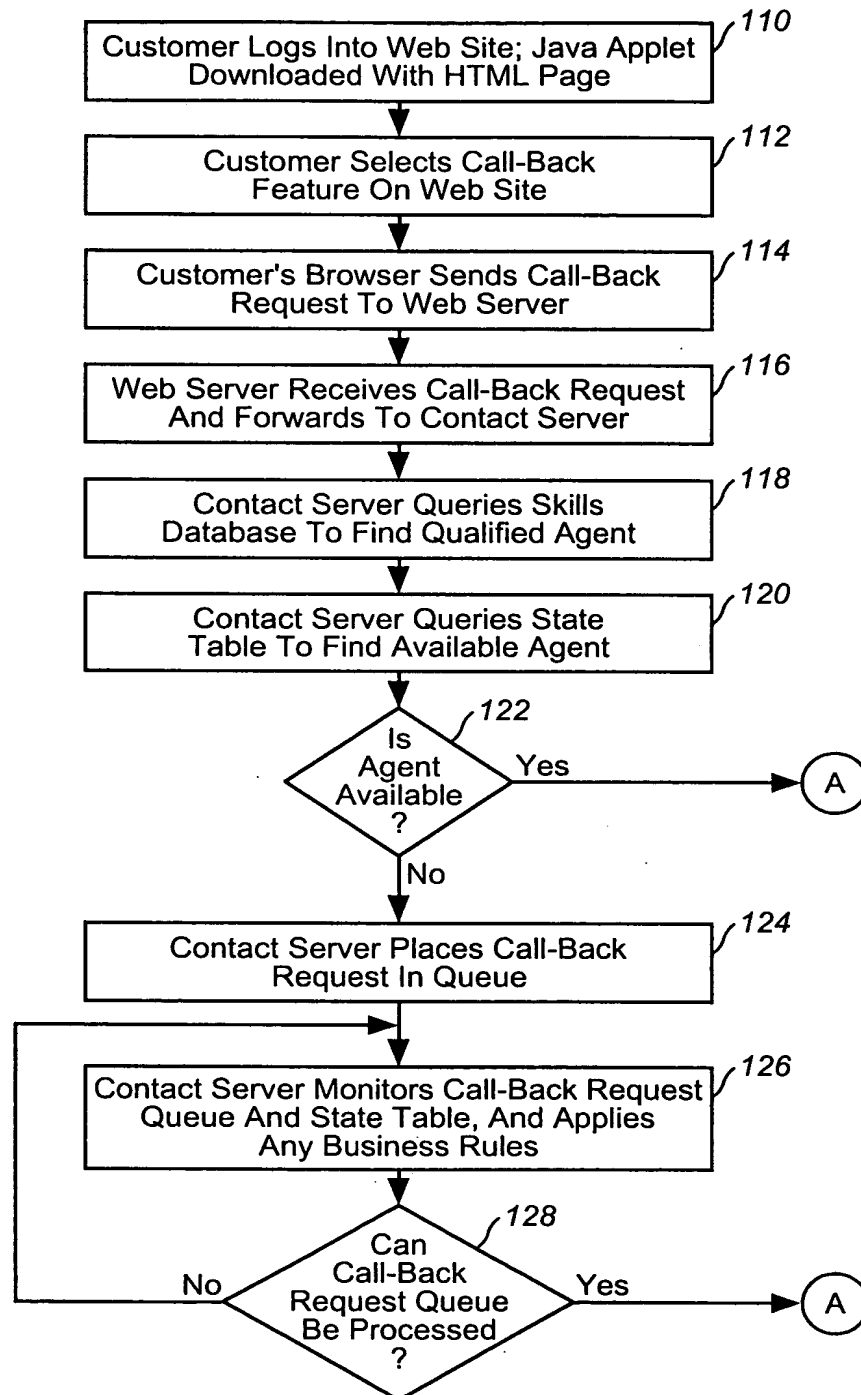 Customer Logs Into Web Site; Java Applet
Downloaded With HTML Page
110
Customer Selects Call-Back
Feature On Web Site
112
Customer's Browser Sends Call-Back
Request To Web Server
114
Web Server Receives Call-Back Request
And Forwards To Contact Server
116
Contact Server Queries Skills
Database To Find Qualified Agent
118
Contact Server Queries State
Table To Find Available Agent
120
Is
Agent
Available
?
122
Yes
A
No
Contact Server Places Call-Back
Request In Queue
124
Contact Server Monitors Call-Back Request
Queue And State Table, And Applies
Any Business Rules
126
Can
Call-Back
Request Queue
Be Processed
?
128
No
Yes
A